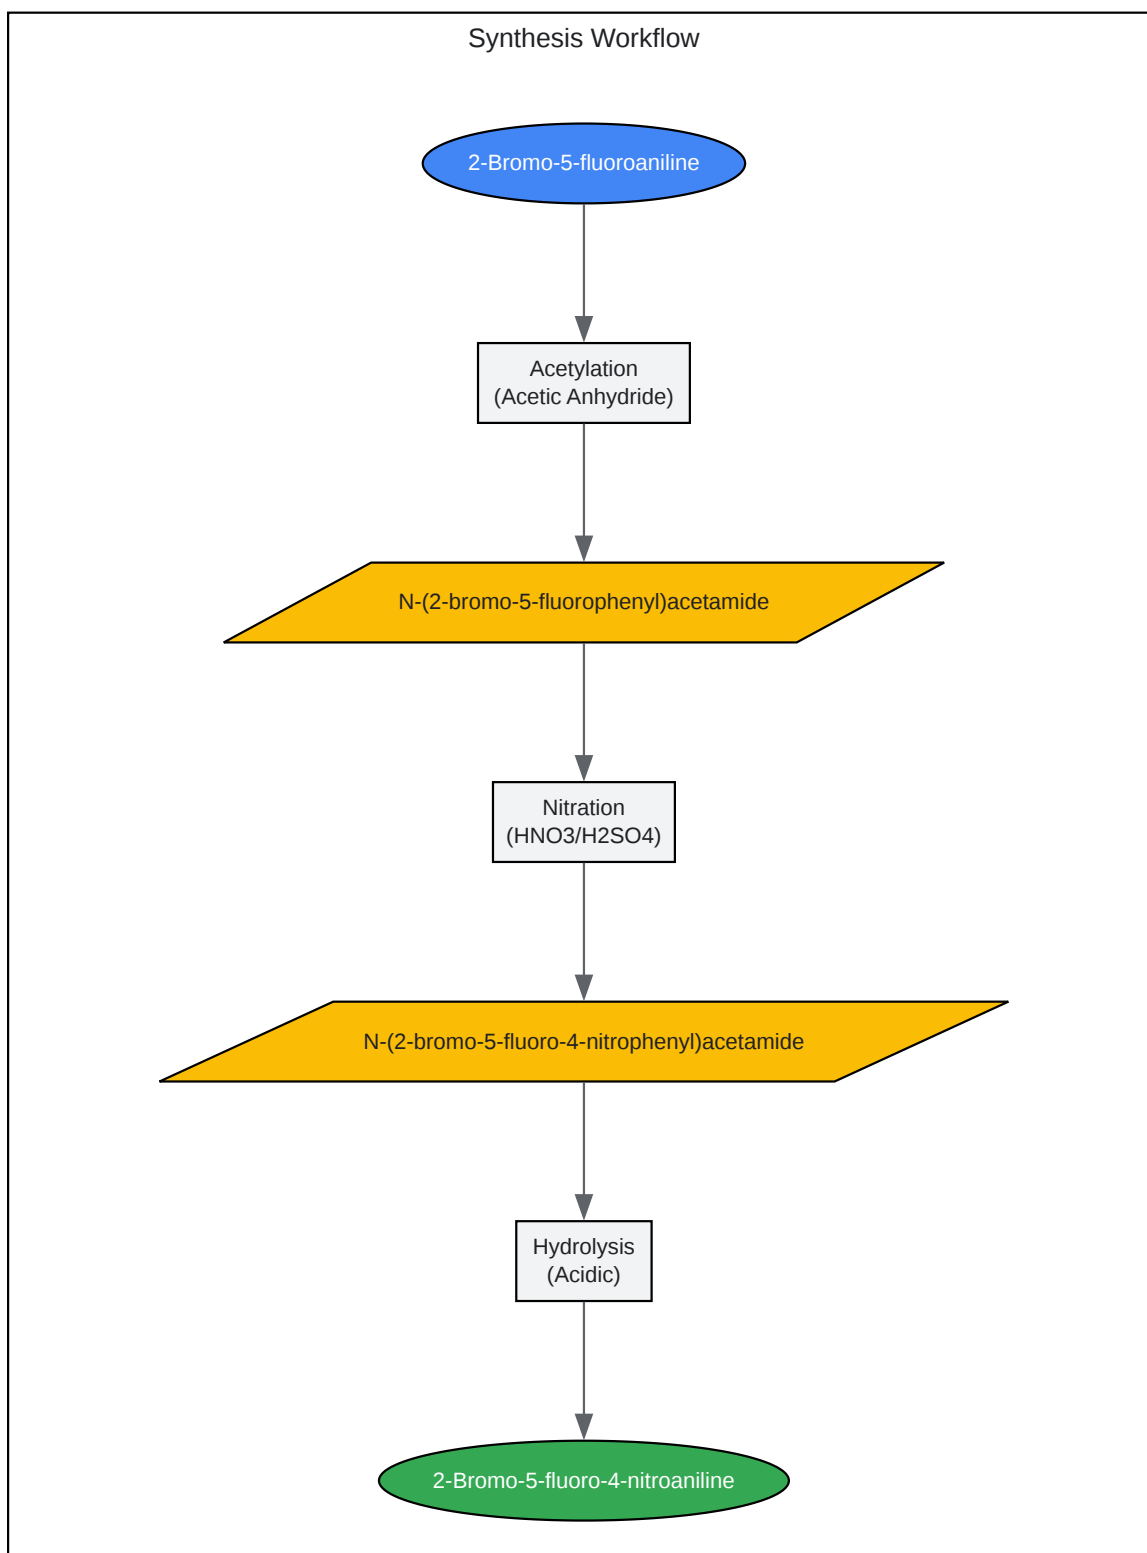 Synthesis Workflow
2-Bromo-5-fluoroaniline
Acetylation
(Acetic Anhydride)
N-(2-bromo-5-fluorophenyl)acetamide
Nitration
(HNO3/H2SO4)
N-(2-bromo-5-fluoro-4-nitrophenyl)acetamide
Hydrolysis
(Acidic)
2-Bromo-5-fluoro-4-nitroaniline